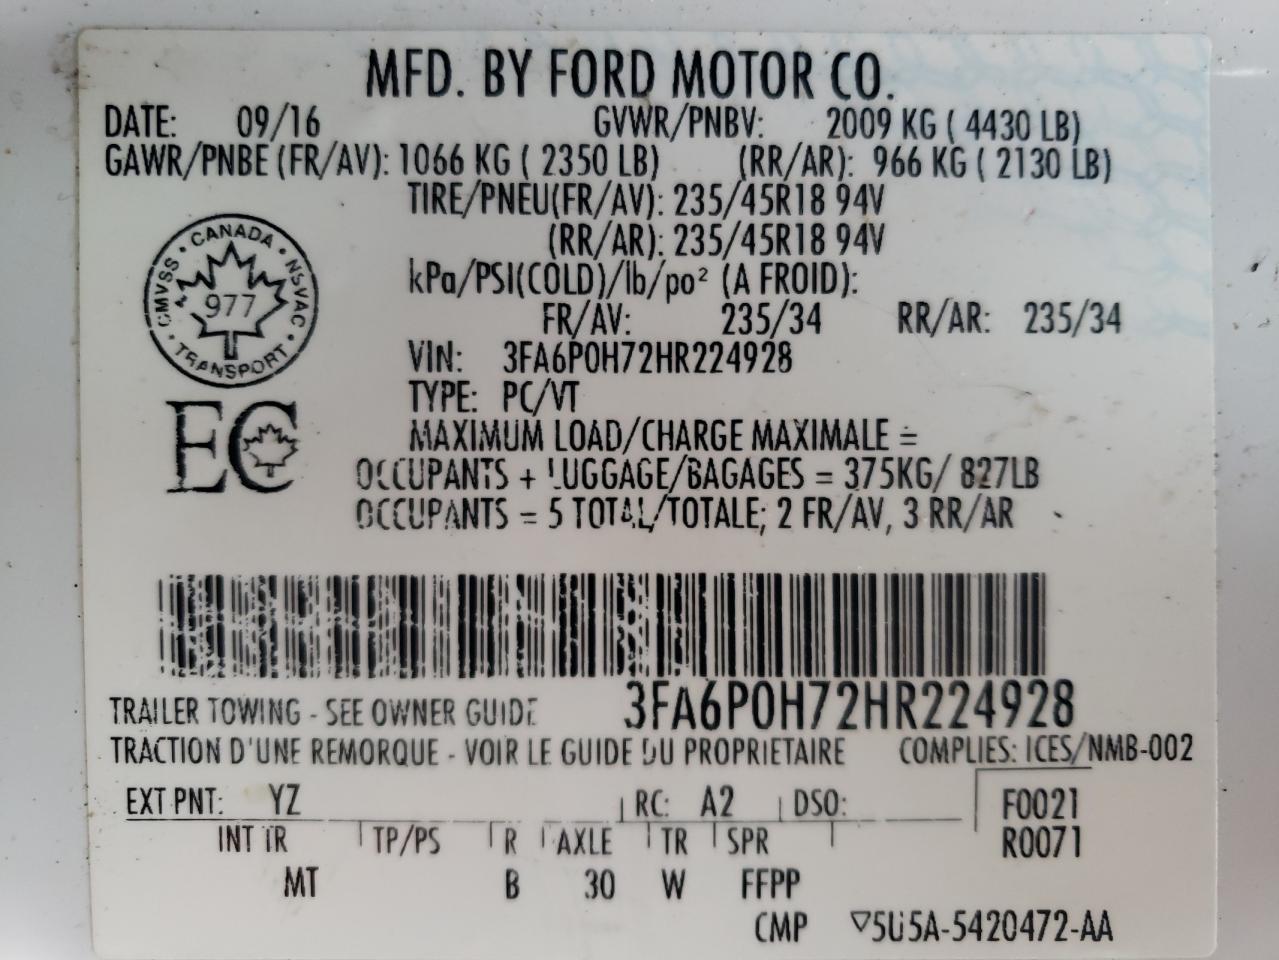 MFD. BY FORD MOTOR CO.
DATE: 09/16 GVWR/PNBV: 2009 KG ( 4430 LB)
GAWR/PNBE (FR/AV): 1066 KG ( 2350 LB) (RR/AR): 966 KG ( 2130 LB)
TIRE/PNEU(FR/AV): 235/45R18 94V
(RR/AR): 235/45R18 94V
kPa/PSI(COLD)/lb/po² (A FROID):
FR/AV: 235/34 RR/AR: 235/34
VIN: 3FA6P0H72HR224928
TYPE: PC/VT
MAXIMUM LOAD/CHARGE MAXIMALE =
OCCUPANTS + LUGGAGE/BAGAGES = 375KG/ 827LB
OCCUPANTS = 5 TOTAL/TOTALE; 2 FR/AV, 3 RR/AR
CMVSS · CANADA · NSVAC · TRANSPORT ·
977
EC
3FA6P0H72HR224928
TRAILER TOWING - SEE OWNER GUIDE
TRACTION D'UNE REMORQUE - VOIR LE GUIDE DU PROPRIETAIRE COMPLIES: ICES/NMB-002
EXT PNT: YZ RC: A2 DSO: F0021
INT TR TP/PS R AXLE TR SPR R0071
MT B 30 W FFPP
CMP ▽5U5A-5420472-AA